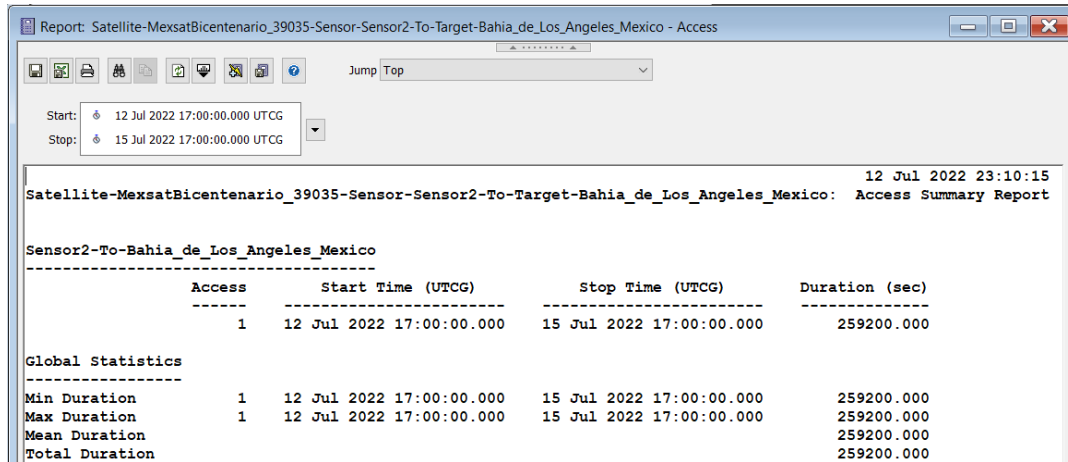 Report: Satellite-MexsatBicentenario_39035-Sensor-Sensor2-To-Target-Bahia_de_Los_Angeles_Mexico - Access
Jump Top
Start: 12 Jul 2022 17:00:00.000 UTCG
Stop: 15 Jul 2022 17:00:00.000 UTCG
12 Jul 2022 23:10:15
Satellite-MexsatBicentenario_39035-Sensor-Sensor2-To-Target-Bahia_de_Los_Angeles_Mexico: Access Summary Report
Sensor2-To-Bahia_de_Los_Angeles_Mexico
--------------------------------------
Access Start Time (UTCG) Stop Time (UTCG) Duration (sec)
------ ------------------------ ------------------------ --------------
1 12 Jul 2022 17:00:00.000 15 Jul 2022 17:00:00.000 259200.000
Global Statistics
-----------------
Min Duration 1 12 Jul 2022 17:00:00.000 15 Jul 2022 17:00:00.000 259200.000
Max Duration 1 12 Jul 2022 17:00:00.000 15 Jul 2022 17:00:00.000 259200.000
Mean Duration 259200.000
Total Duration 259200.000